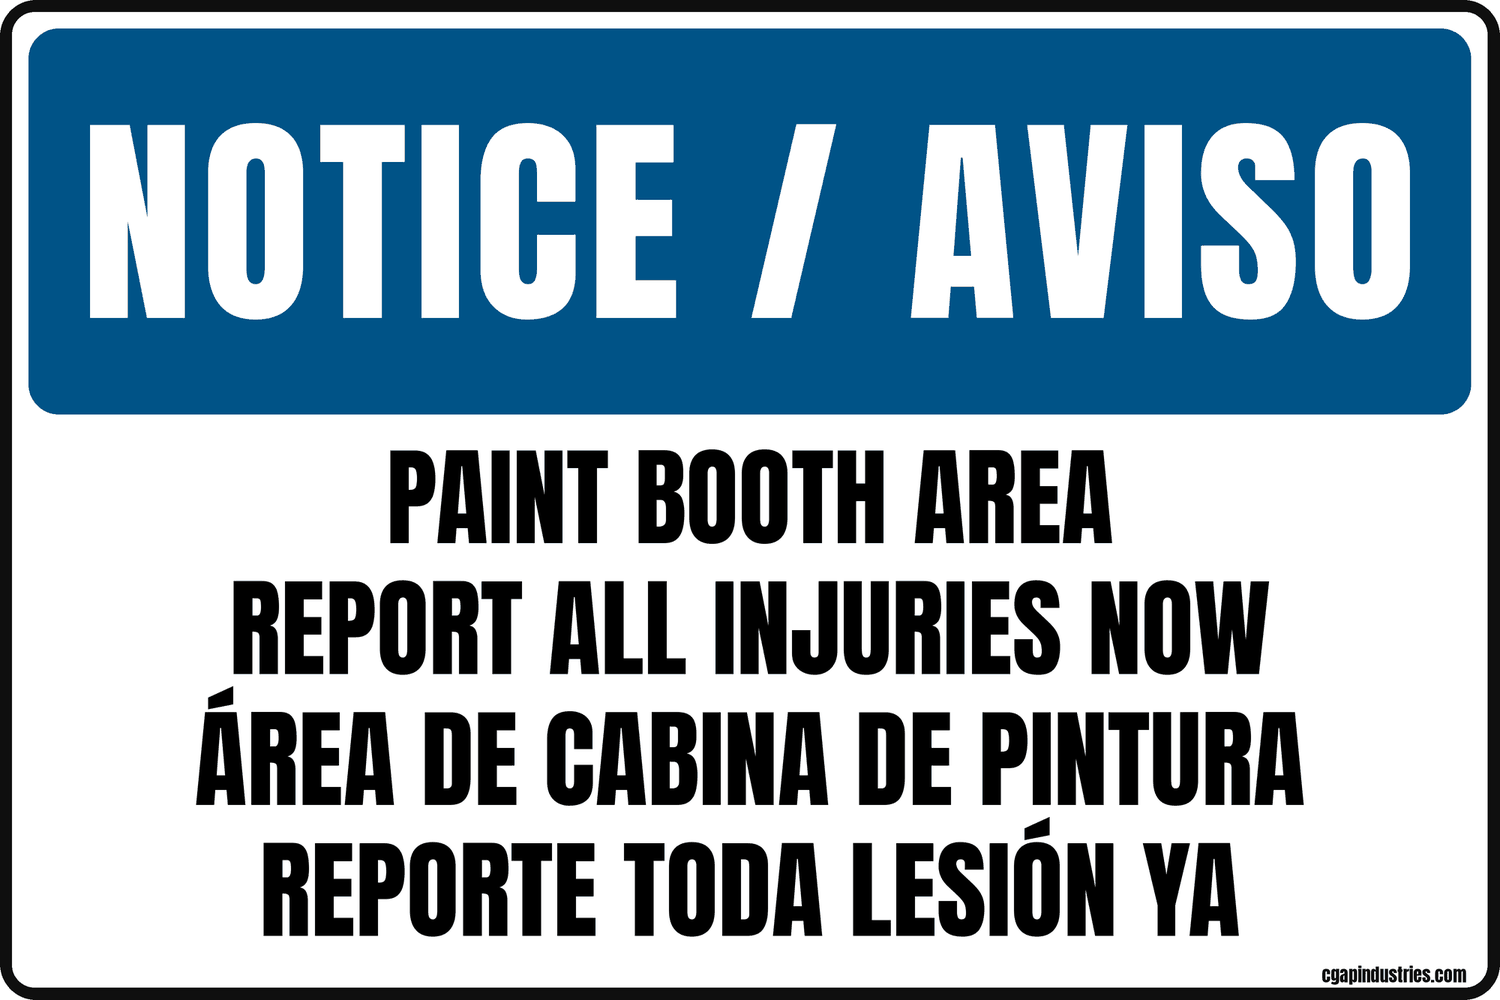 NOTICE / AVISO
PAINT BOOTH AREA
REPORT ALL INJURIES NOW
ÁREA DE CABINA DE PINTURA
REPORTE TODA LESIÓN YA
cgapindustries.com